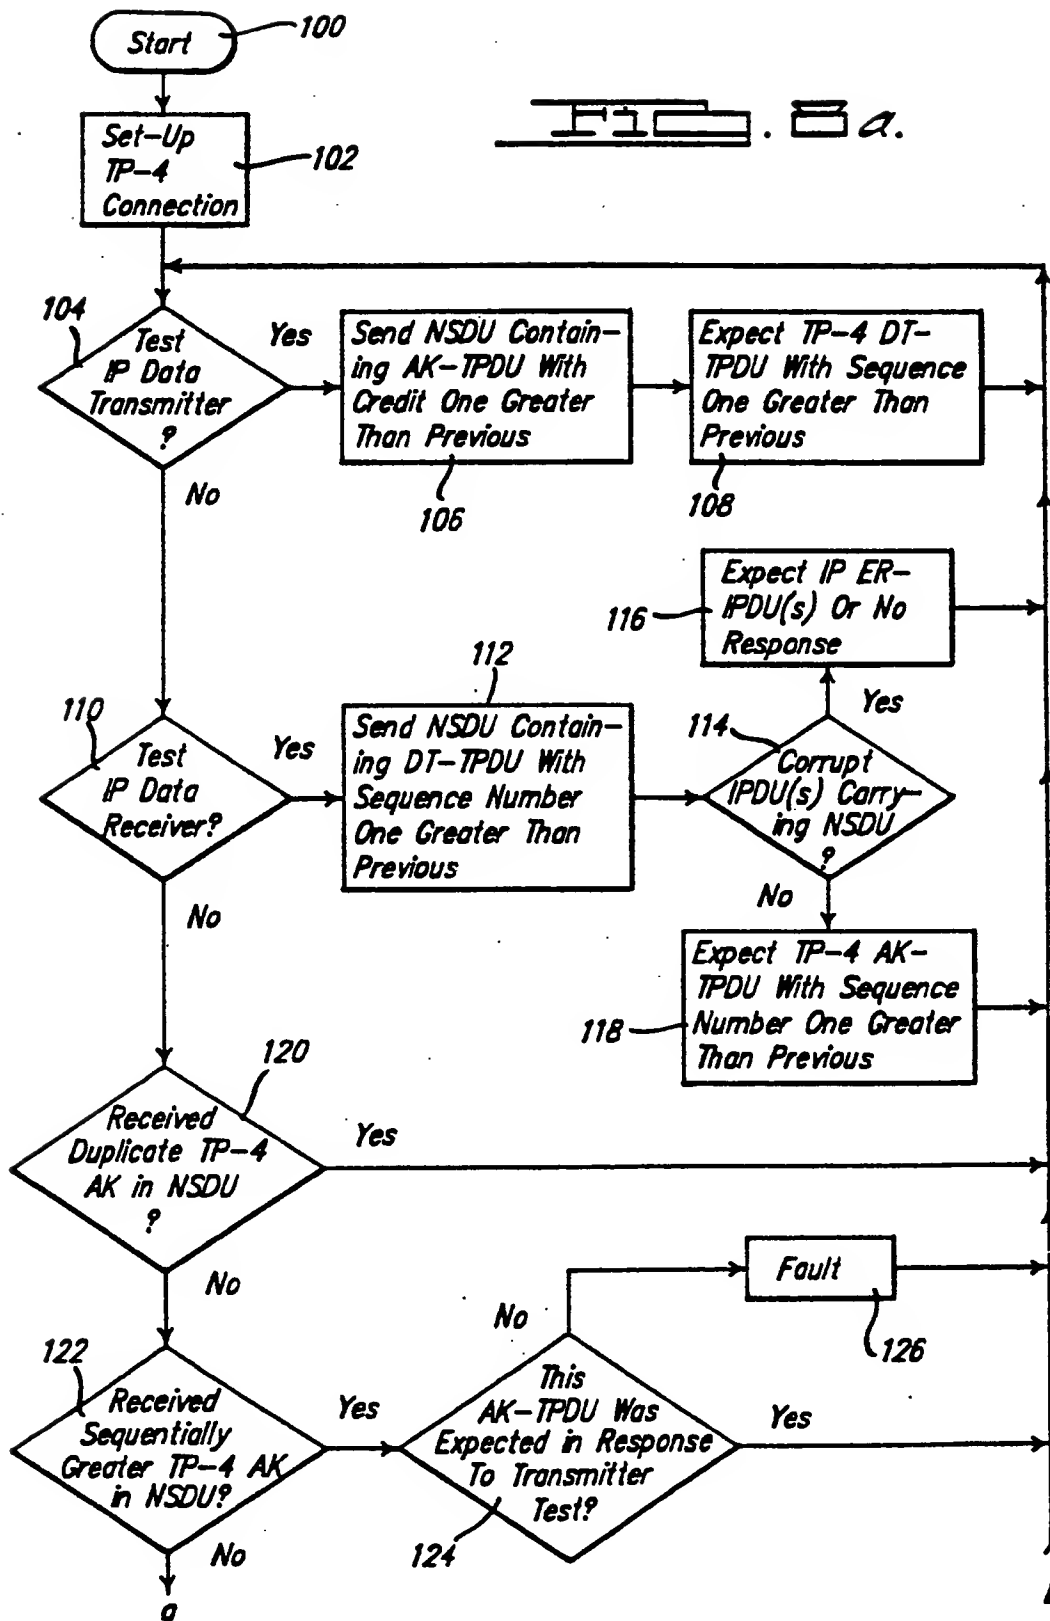 Start
100
Set-Up
TP-4
Connection
102
a.
104
Test
IP Data
Transmitter
?
Yes
No
Send NSDU Contain-
ing AK-TPDU With
Credit One Greater
Than Previous
106
Expect TP-4 DT-
TPDU With Sequence
One Greater Than
Previous
108
Expect IP ER-
IPDU(s) Or No
Response
116
110
Test
IP Data
Receiver?
Yes
No
112
Send NSDU Contain-
ing DT-TPDU With
Sequence Number
One Greater Than
Previous
114
Corrupt
IPDU(s) Carry-
ing NSDU
?
Yes
No
Expect TP-4 AK-
TPDU With Sequence
Number One Greater
Than Previous
118
120
Received
Duplicate TP-4
AK in NSDU
?
Yes
No
122
Received
Sequentially
Greater TP-4 AK
in NSDU?
Yes
No
a
This
AK-TPDU Was
Expected in Response
To Transmitter
Test?
124
No
Yes
Fault
126